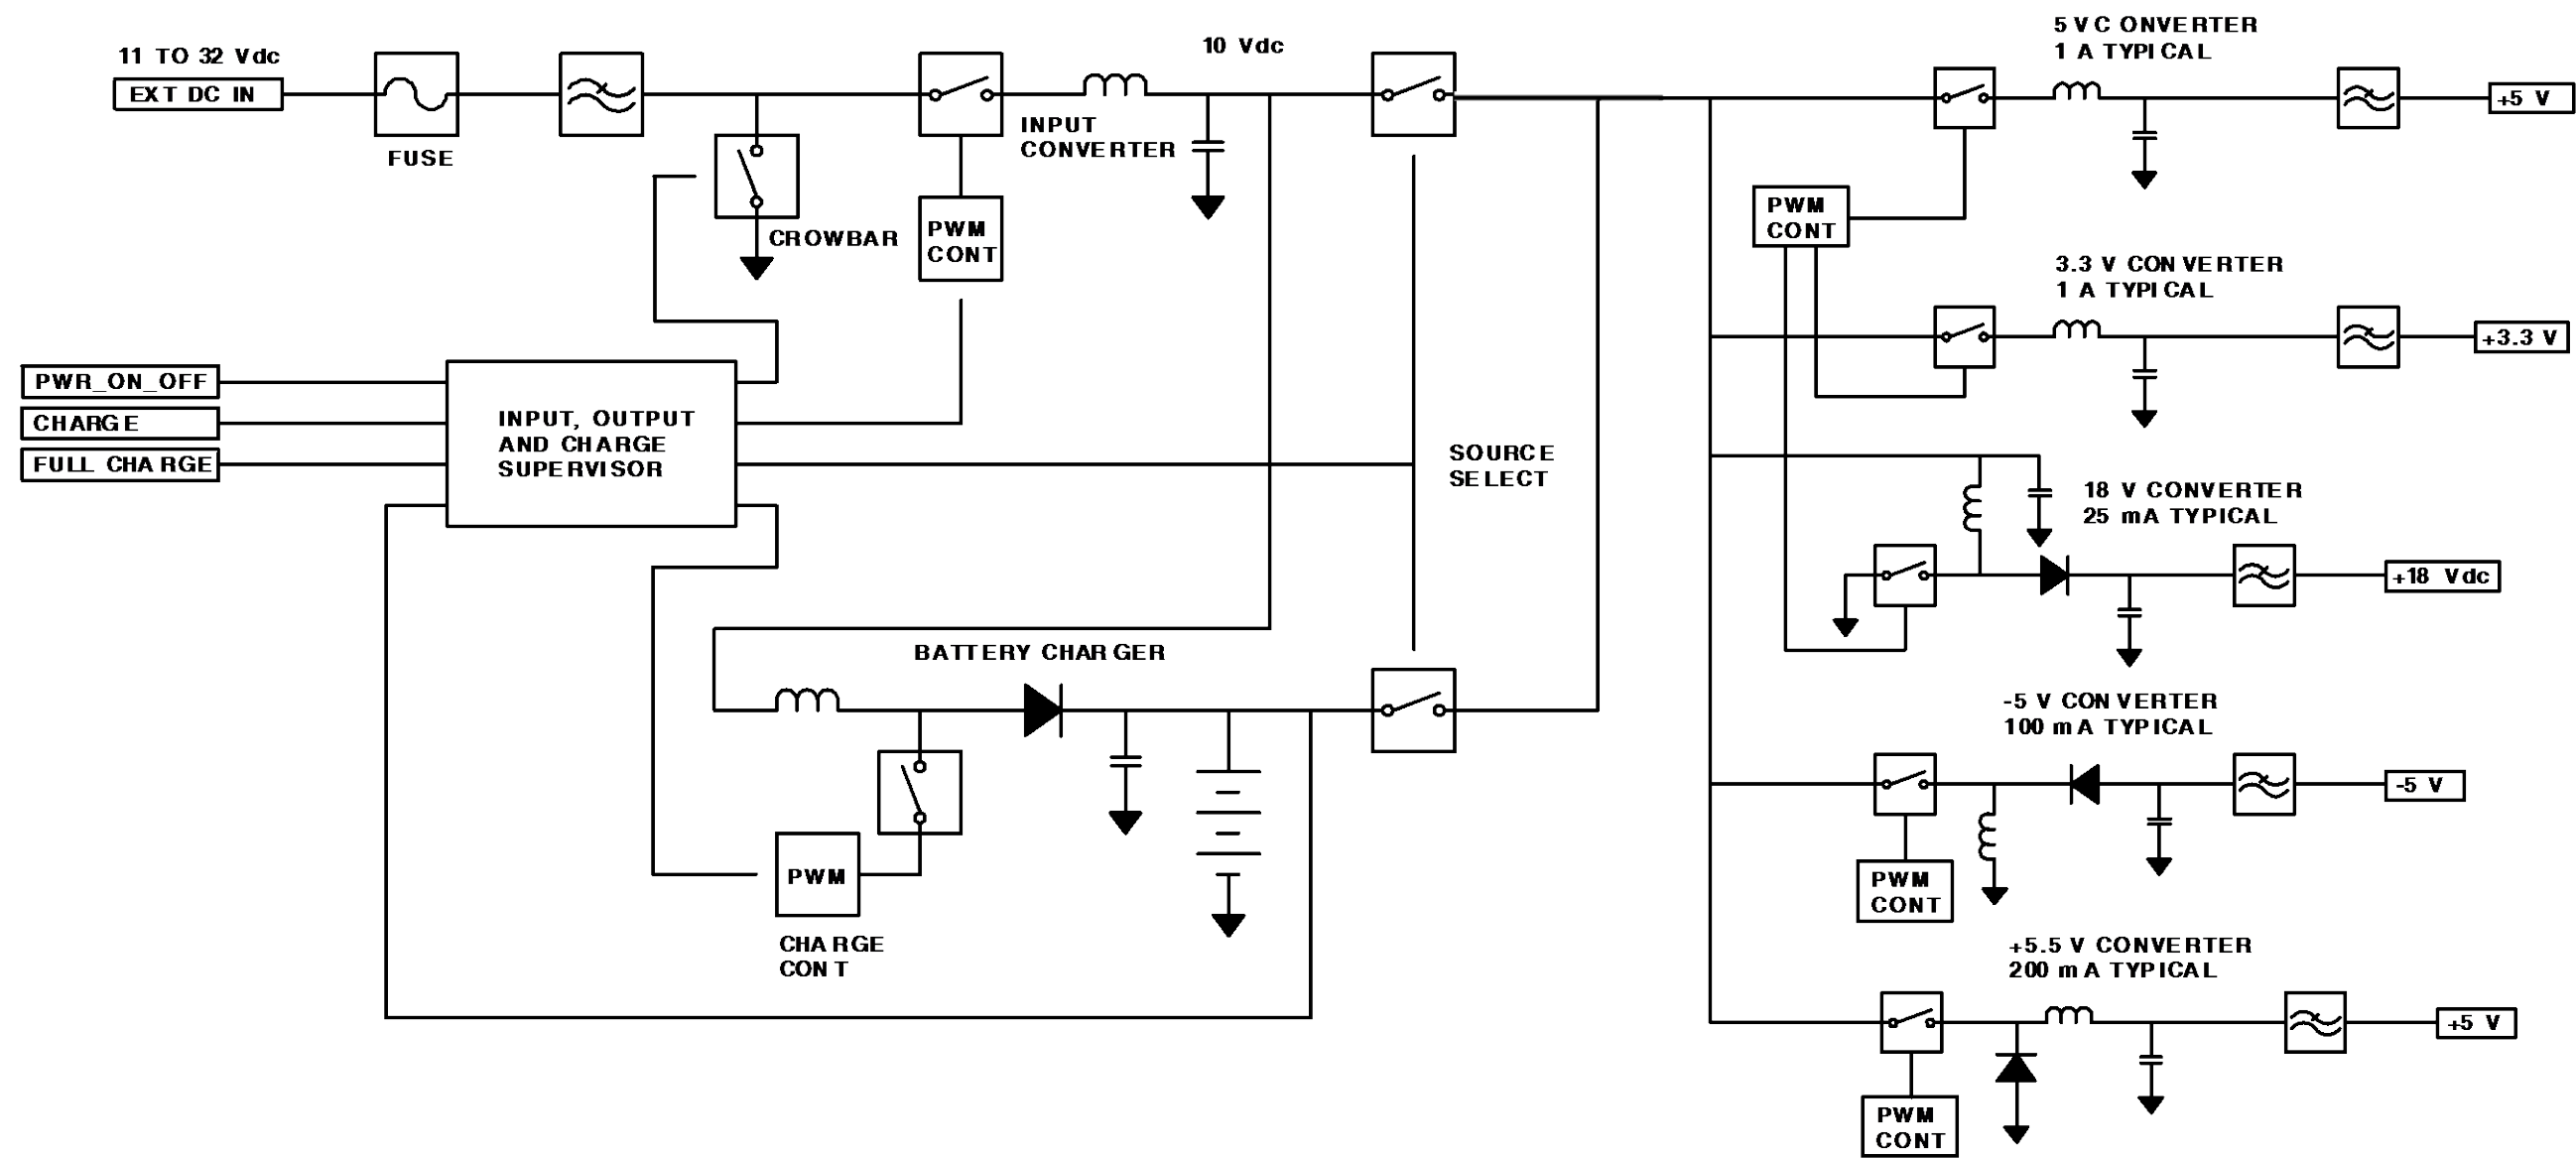 11 TO 32 Vdc
EXT DC IN
FUSE
CROWBAR
PWM
CONT
INPUT
CONVERTER
10 Vdc
PWR_ON_OFF
CHARGE
FULL CHARGE
INPUT, OUTPUT
AND CHARGE
SUPERVISOR
SOURCE
SELECT
BATTERY CHARGER
PWM
CHARGE
CONT
5 VC ONVERTER
1 A TYPICAL
+5 V
PWM
CONT
3.3 V CONVERTER
1 A TYPICAL
+3.3 V
18 V CONVERTER
25 mA TYPICAL
+18 Vdc
-5 V CONVERTER
100 mA TYPICAL
-5 V
PWM
CONT
+5.5 V CONVERTER
200 mA TYPICAL
+5 V
PWM
CONT